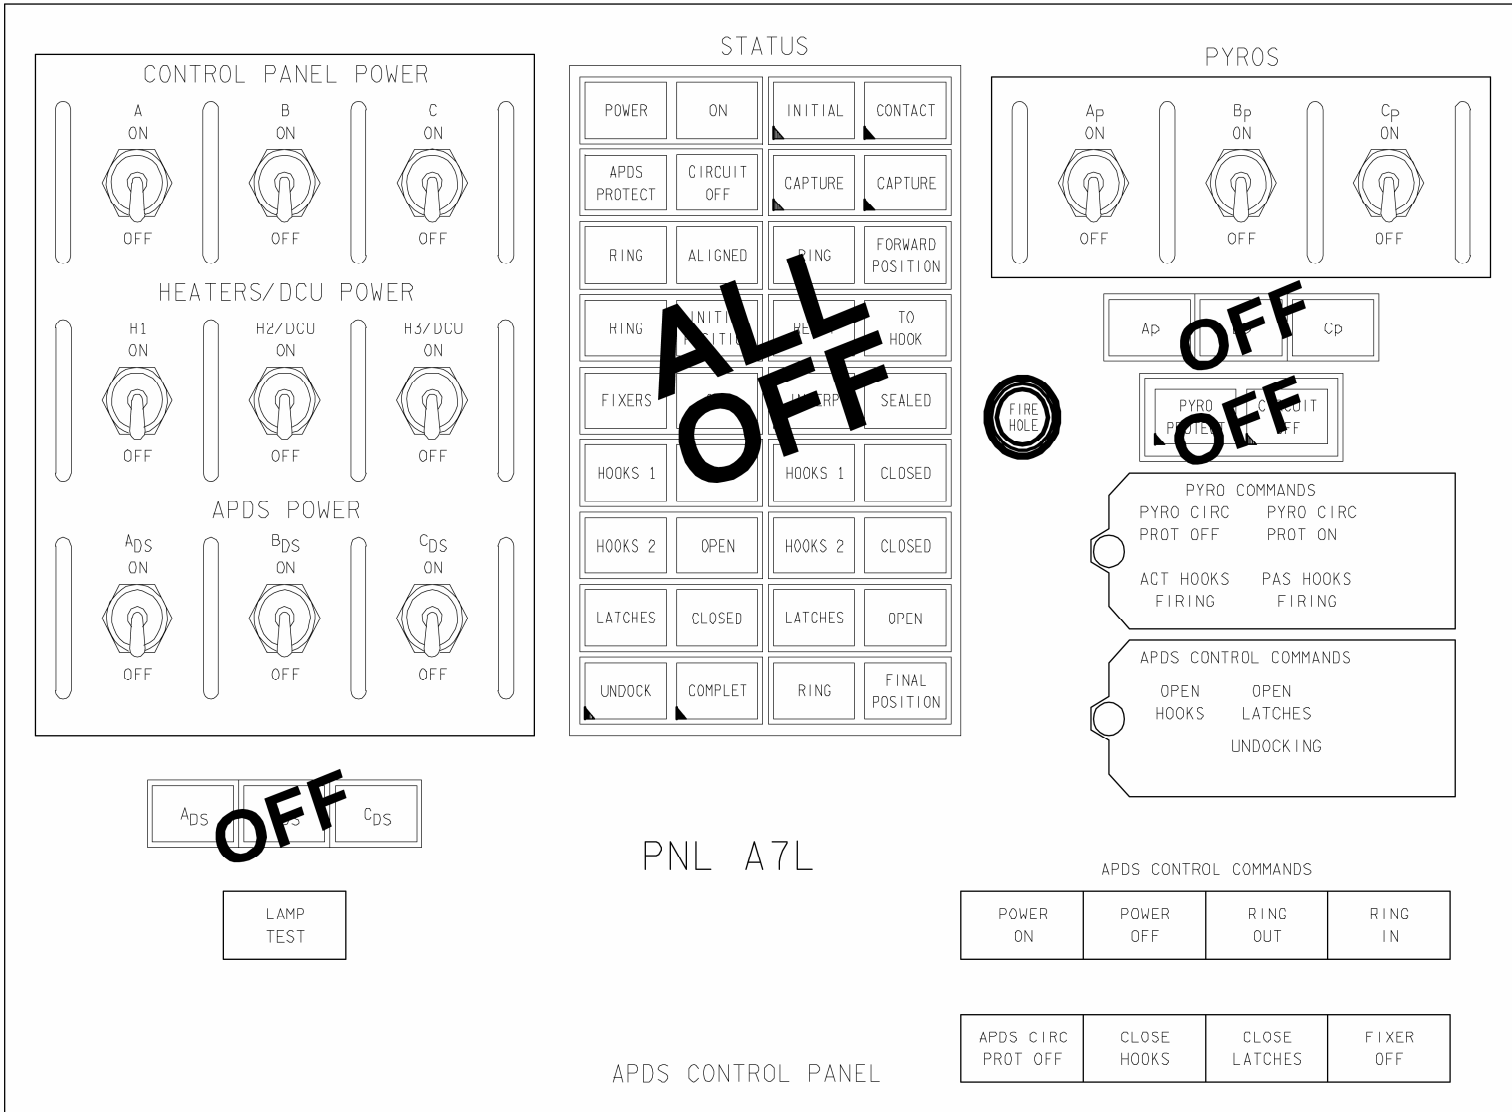 CONTROL PANEL POWER
A B C
ON ON ON
OFF OFF OFF
HEATERS/DCU POWER
H1 H2/DCU H3/DCU
ON ON ON
OFF OFF OFF
APDS POWER
ADS BDS CDS
ON ON ON
OFF OFF OFF
ADS CDS
OFF
LAMP
TEST
STATUS
POWER ON INITIAL CONTACT
APDS CIRCUIT
PROTECT OFF CAPTURE CAPTURE
RING ALIGNED RING FORWARD
POSITION
RING TO
HOOK
ALL
OFF
FIXERS SEALED
HOOKS 1 HOOKS 1 CLOSED
HOOKS 2 OPEN HOOKS 2 CLOSED
LATCHES CLOSED LATCHES OPEN
UNDOCK COMPLET RING FINAL
POSITION
PNL A7L
APDS CONTROL PANEL
PYROS
Ap Bp Cp
ON ON ON
OFF OFF OFF
Ap Cp
OFF
FIRE
HOLE
PYRO CIRCUIT
PROTECT OFF
OFF
PYRO COMMANDS
PYRO CIRC PYRO CIRC
PROT OFF PROT ON
ACT HOOKS PAS HOOKS
FIRING FIRING
APDS CONTROL COMMANDS
OPEN OPEN
HOOKS LATCHES
UNDOCKING
APDS CONTROL COMMANDS
POWER POWER RING RING
ON OFF OUT IN
APDS CIRC CLOSE CLOSE FIXER
PROT OFF HOOKS LATCHES OFF